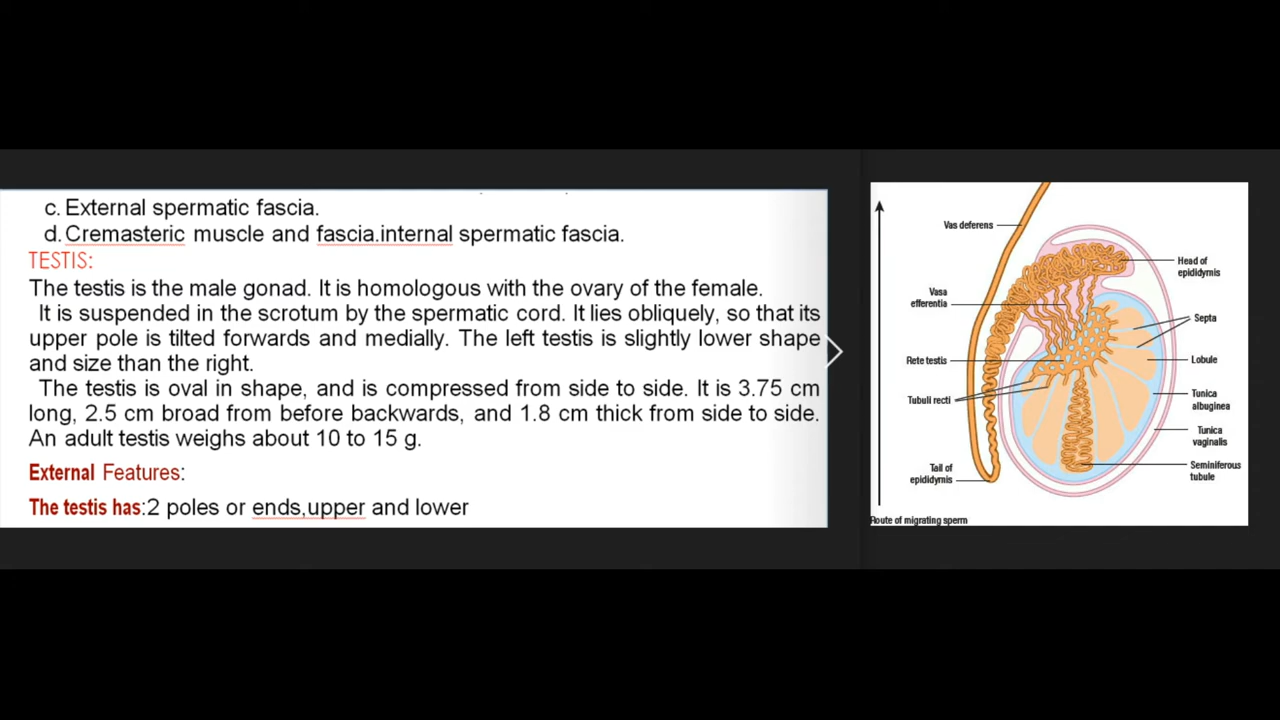 c. External spermatic fascia.
d. Cremasteric muscle and fascia.internal spermatic fascia.
TESTIS:
The testis is the male gonad. It is homologous with the ovary of the female.
It is suspended in the scrotum by the spermatic cord. It lies obliquely, so that its
upper pole is tilted forwards and medially. The left testis is slightly lower shape
and size than the right.
The testis is oval in shape, and is compressed from side to side. It is 3.75 cm
long, 2.5 cm broad from before backwards, and 1.8 cm thick from side to side.
An adult testis weighs about 10 to 15 g.
External Features:
The testis has:2 poles or ends,upper and lower
Vas deferens
Head of
epididymis
Vasa
efferentia
Septa
Rete testis
Lobule
Tubuli recti
Tunica
albuginea
Tunica
vaginalis
Tail of
epididymis
Seminiferous
tubule
Route of migrating sperm